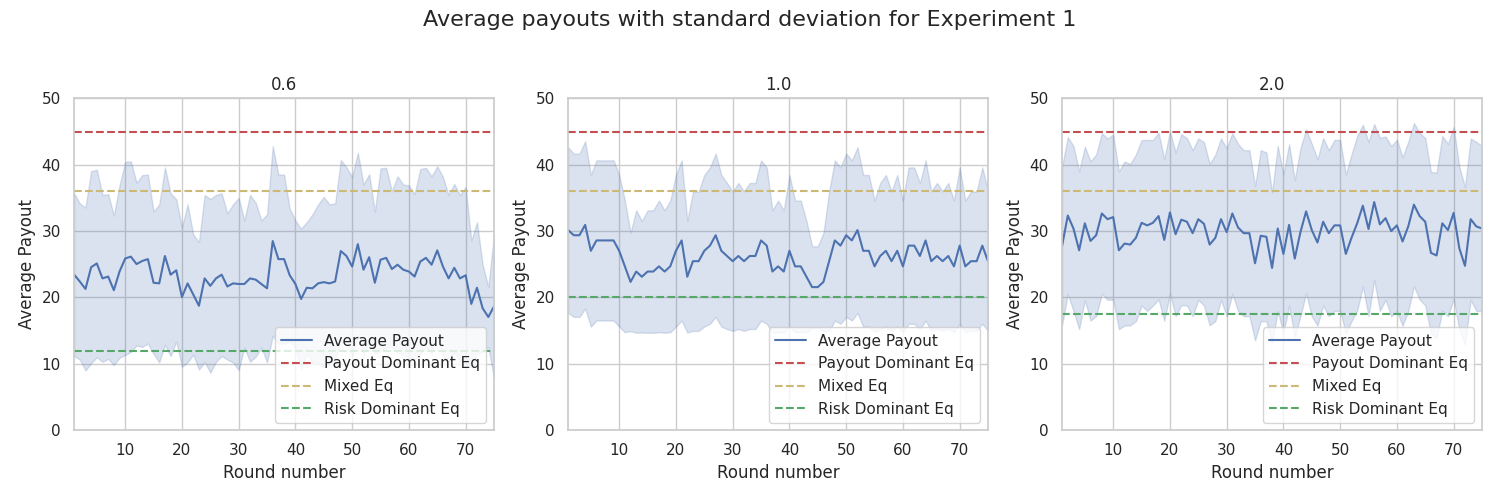 Average payouts with standard deviation for Experiment 1
0.6
50
40
30
20
10
0
Average Payout
10 20 30 40 50 60 70
Round number
Average Payout
Payout Dominant Eq
Mixed Eq
Risk Dominant Eq
1.0
50
40
30
20
10
0
Average Payout
10 20 30 40 50 60 70
Round number
Average Payout
Payout Dominant Eq
Mixed Eq
Risk Dominant Eq
2.0
50
40
30
20
10
0
Average Payout
10 20 30 40 50 60 70
Round number
Average Payout
Payout Dominant Eq
Mixed Eq
Risk Dominant Eq